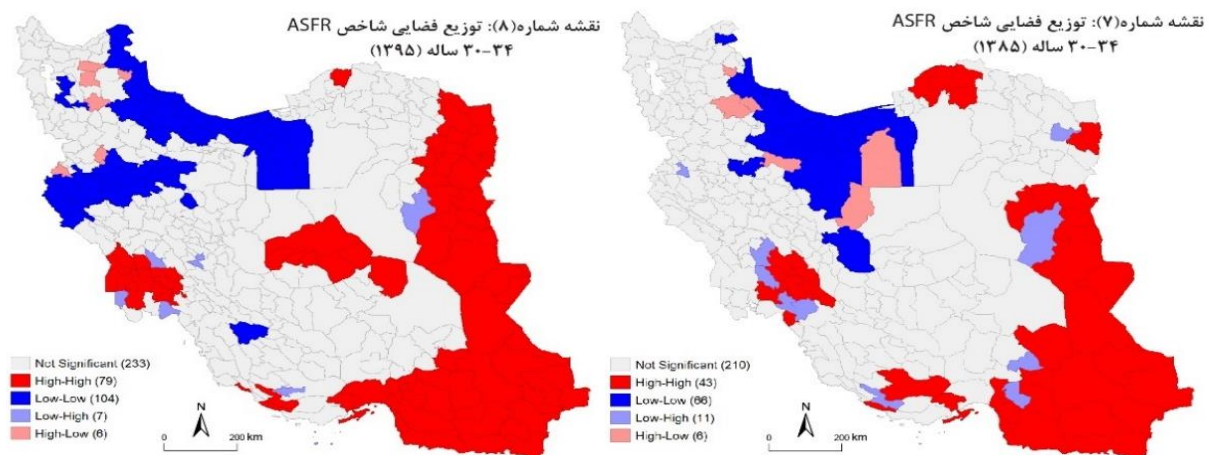 نقشه شماره(۷): توزیع فضایی شاخص ASFR
۳۰-۳۴ ساله (۱۳۸۵)
Not Significant (210)
High-High (43)
Low-Low (66)
Low-High (11)
High-Low (6)
N
0 200 km
نقشه شماره(۸): توزیع فضایی شاخص ASFR
۳۰-۳۴ ساله (۱۳۹۵)
Not Significant (233)
High-High (79)
Low-Low (104)
Low-High (7)
High-Low (6)
N
0 200 km